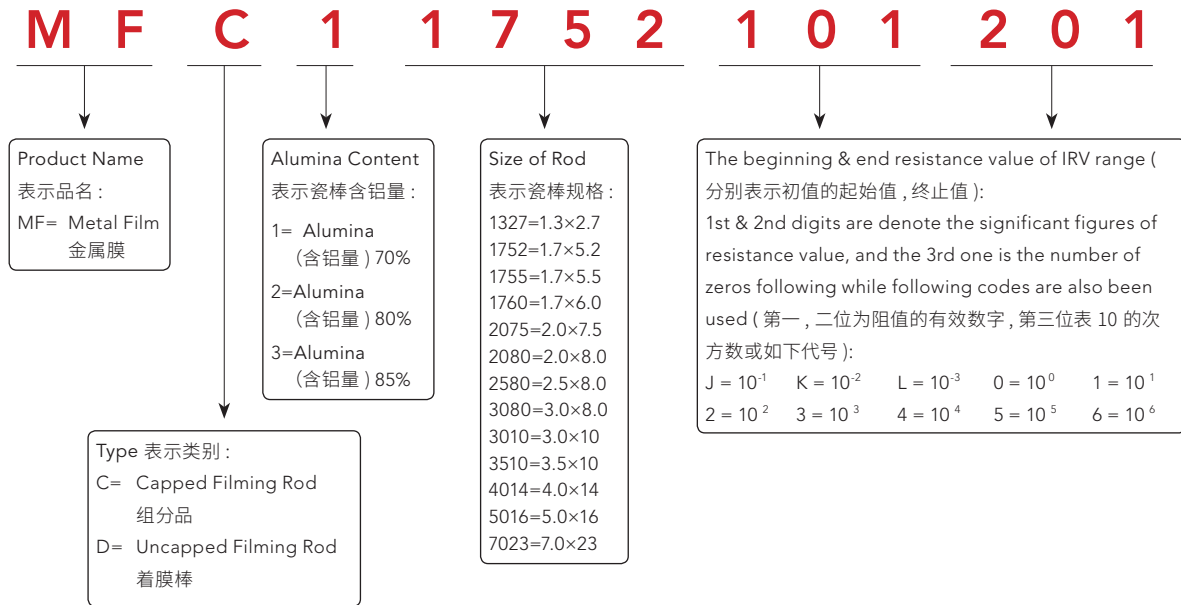 M F C 1 1 7 5 2 1 0 1 2 0 1
Product Name
表示品名 :
MF= Metal Film
金属膜
Alumina Content
表示瓷棒含铝量 :
1= Alumina
(含铝量 ) 70%
2=Alumina
(含铝量 ) 80%
3=Alumina
(含铝量 ) 85%
Size of Rod
表示瓷棒规格 :
1327=1.3×2.7
1752=1.7×5.2
1755=1.7×5.5
1760=1.7×6.0
2075=2.0×7.5
2080=2.0×8.0
2580=2.5×8.0
3080=3.0×8.0
3010=3.0×10
3510=3.5×10
4014=4.0×14
5016=5.0×16
7023=7.0×23
The beginning & end resistance value of IRV range (
分别表示初值的起始值 , 终止值 ):
1st & 2nd digits are denote the significant figures of
resistance value, and the 3rd one is the number of
zeros following while following codes are also been
used ( 第一 , 二位为阻值的有效数字 , 第三位表 10 的次
方数或如下代号 ):
J = 10⁻¹ K = 10⁻² L = 10⁻³ 0 = 10⁰ 1 = 10¹
2 = 10² 3 = 10³ 4 = 10⁴ 5 = 10⁵ 6 = 10⁶
Type 表示类别 :
C= Capped Filming Rod
组分品
D= Uncapped Filming Rod
着膜棒